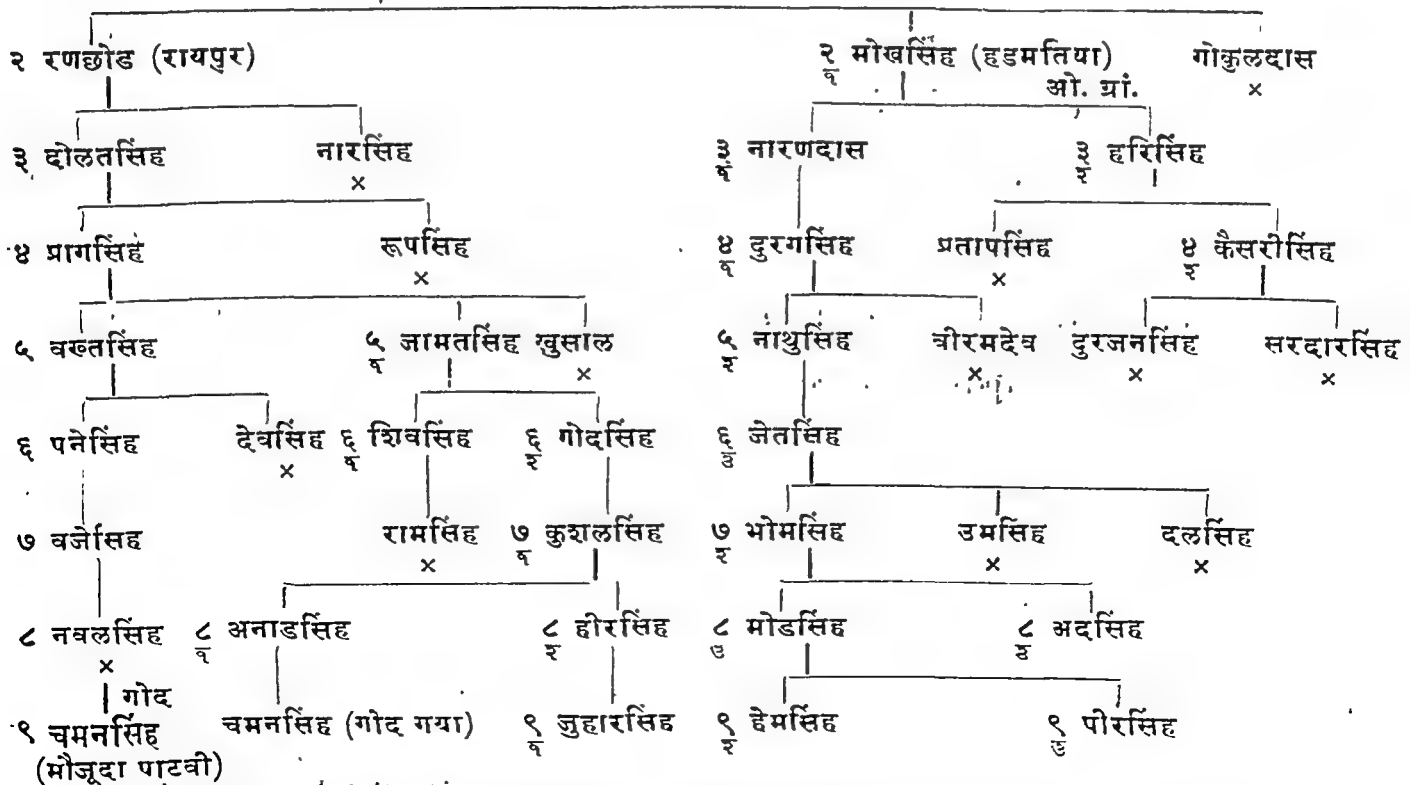 २ रणछोड (रायपुर) २/१ मोखसिंह (हडमतिया) गोकुलदास
ओ. ग्रां. ×
३ दोलतसिंह नारसिंह ३/१ नारणदास ३/२ हरिसिंह
×
४ प्रागसिंह रूपसिंह ४/१ दुरगसिंह प्रतापसिंह ४/२ कैसरीसिंह
× ×
५ वख्तसिंह ५/१ जामतसिंह खुसाल ५/२ नाथुसिंह वीरमदेव दुरजनसिंह सरदारसिंह
× × × ×
६ पनेसिंह देवसिंह ६/१ शिवसिंह ६/२ गोदसिंह ६/३ जेतसिंह
×
७ वजेसिंह रामसिंह ७/१ कुशलसिंह ७/२ भोमसिंह उमसिंह दलसिंह
× × ×
८ नवलसिंह ८/१ अनाडसिंह ८/२ हीरसिंह ८/३ मोडसिंह ८/४ अदसिंह
×
गोद
९ चमनसिंह चमनसिंह (गोद गया) ९/१ जुहारसिंह ९/२ हेमसिंह ९/३ पीरसिंह
(मौजूदा पाटवी)